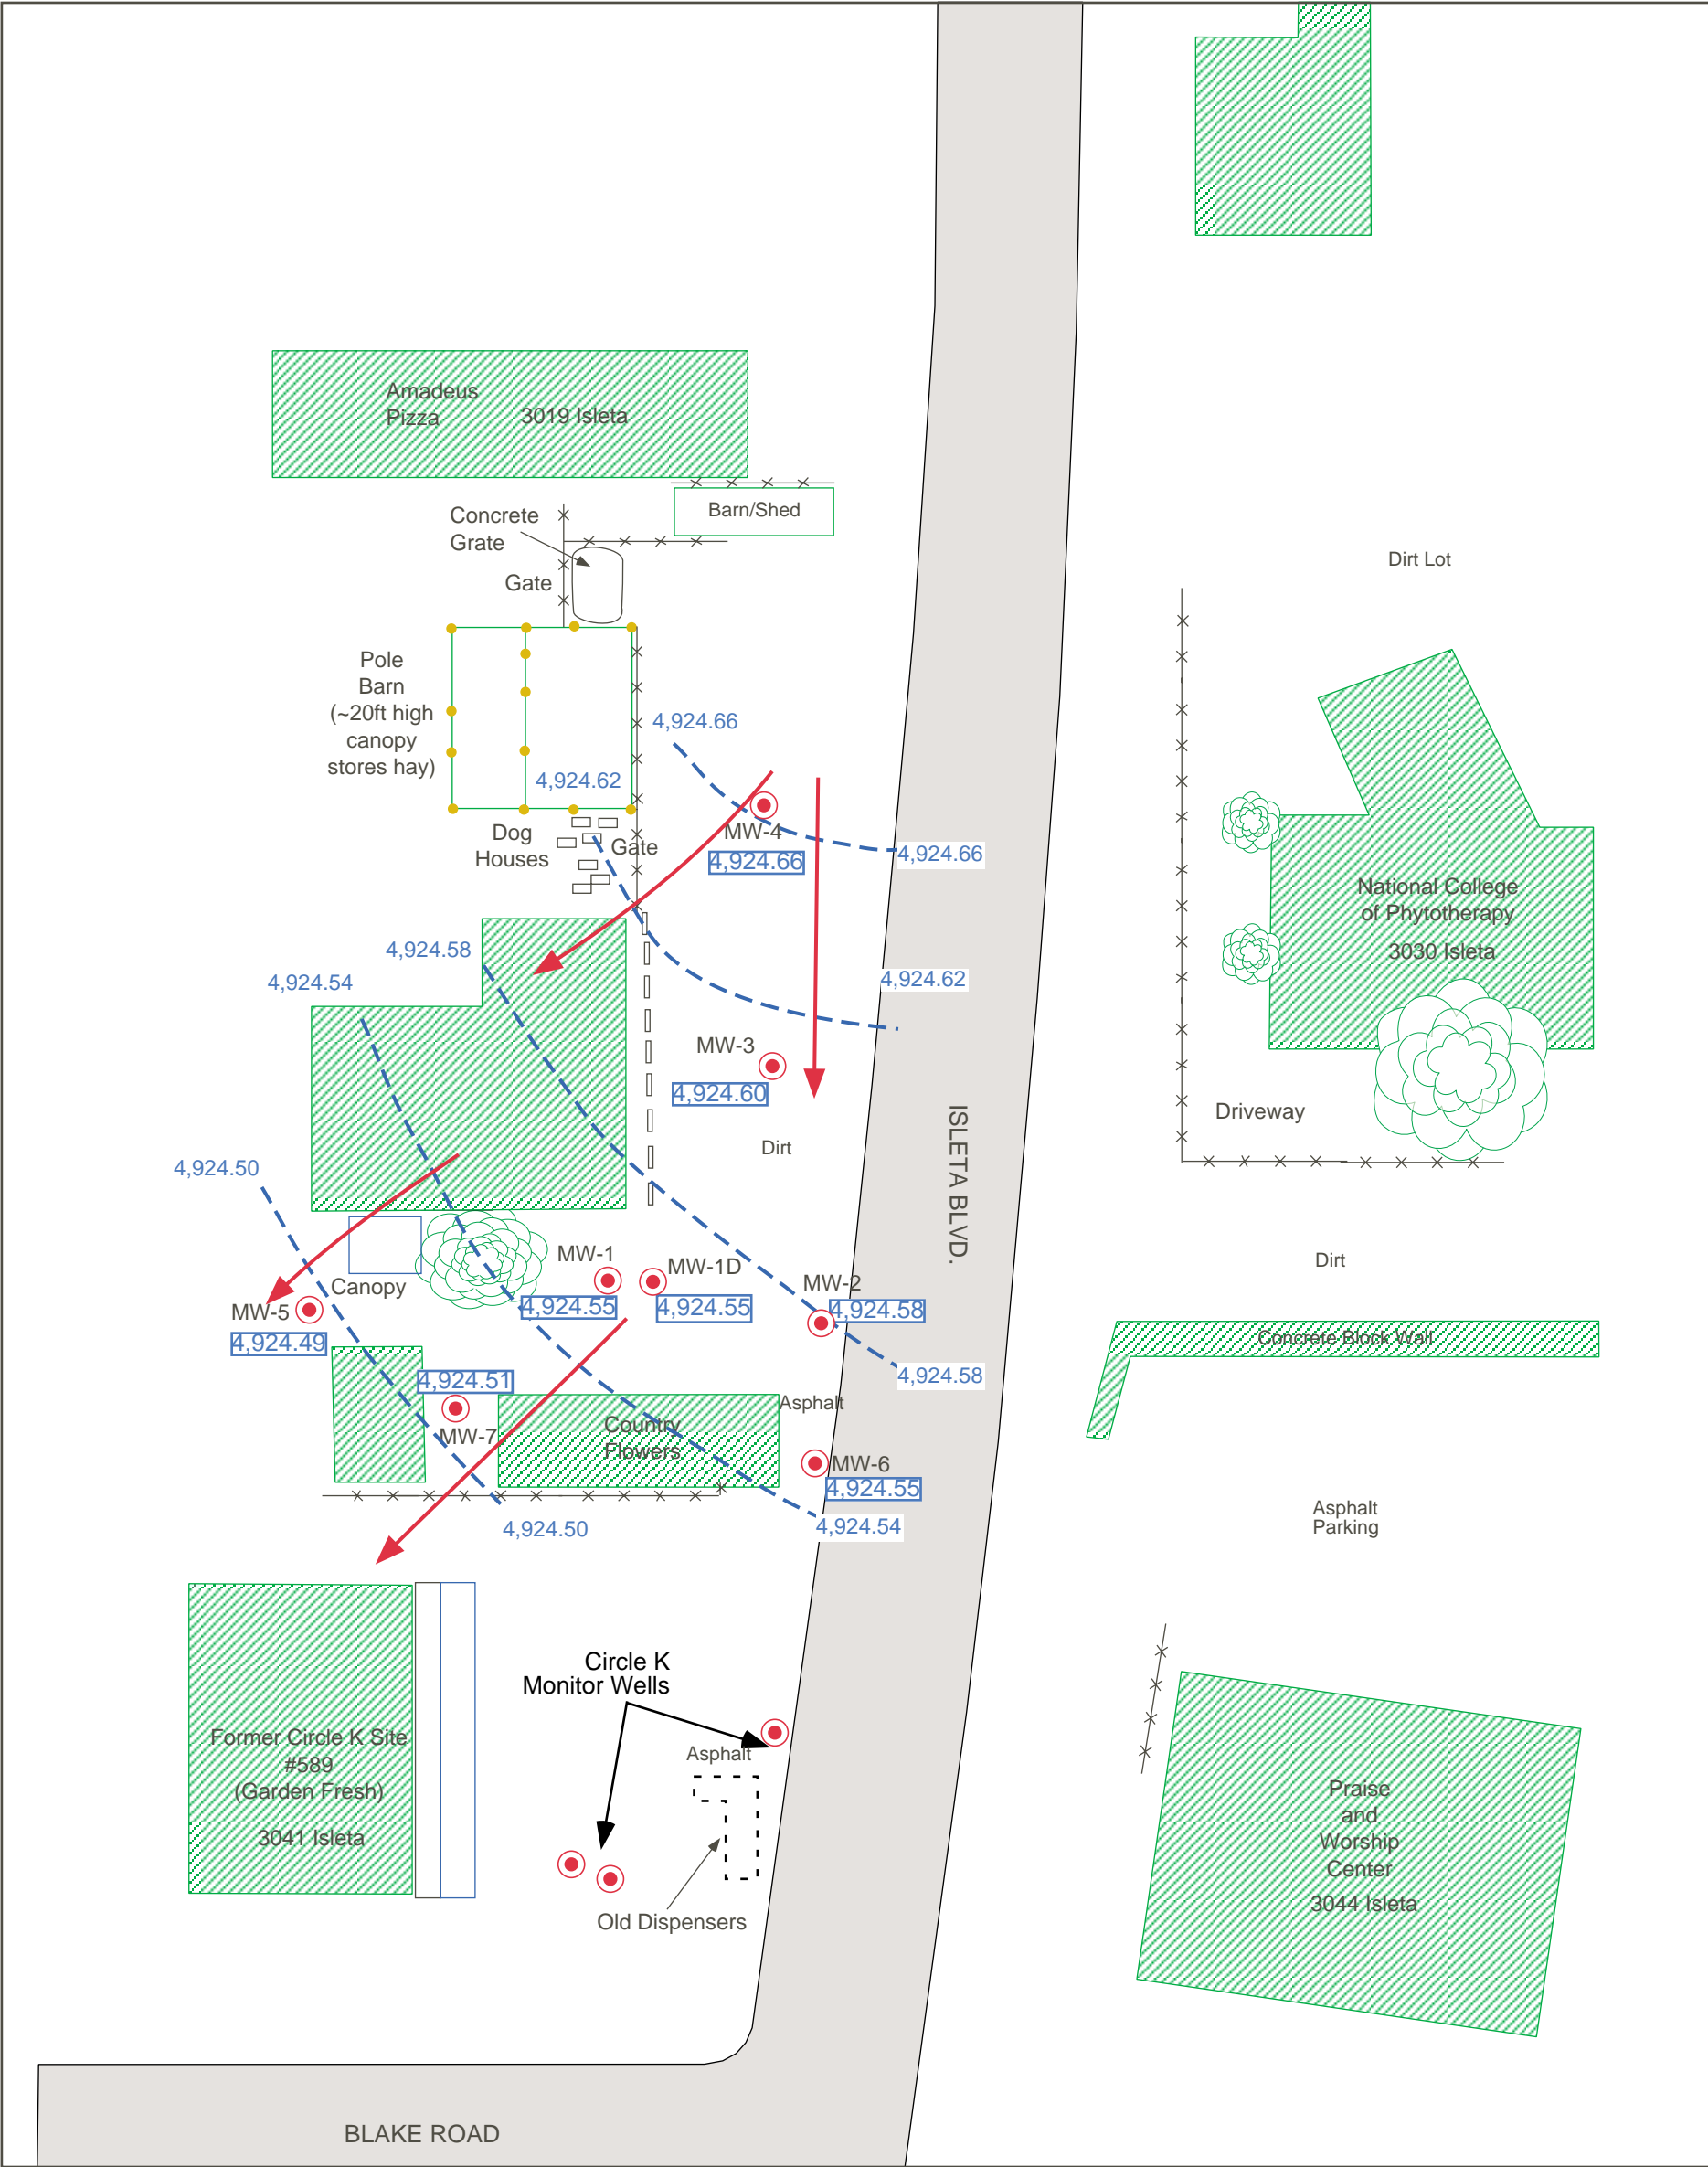 Amadeus
Pizza
3019 Isleta
Barn/Shed
Concrete
Grate
Gate
Dirt Lot
Pole
Barn
(~20ft high
canopy
stores hay)
4,924.66
4,924.62
Dog
Houses
Gate
MW-4
4,924.66
4,924.66
National College
of Phytotherapy
3030 Isleta
4,924.58
4,924.54
4,924.62
MW-3
4,924.60
Dirt
ISLETA BLVD.
Driveway
4,924.50
MW-1
MW-1D
4,924.55
4,924.55
MW-2
4,924.58
Canopy
MW-5
4,924.49
Dirt
Concrete Block Wall
4,924.51
MW-7
4,924.58
Asphalt
Country
Flowers
MW-6
4,924.55
4,924.50
4,924.54
Asphalt
Parking
Circle K
Monitor Wells
Former Circle K Site
#589
(Garden Fresh)
3041 Isleta
Asphalt
Old Dispensers
Praise
and
Worship
Center
3044 Isleta
BLAKE ROAD